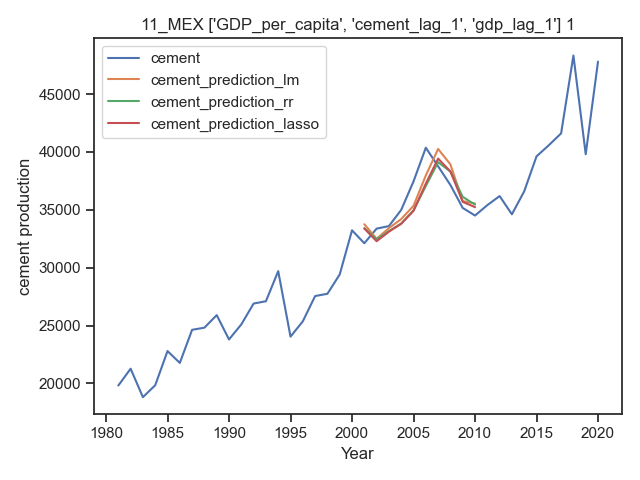 11_MEX ['GDP_per_capita', 'cement_lag_1', 'gdp_lag_1'] 1
cement
cement_prediction_lm
cement_prediction_rr
cement_prediction_lasso
cement production
45000
40000
35000
30000
25000
20000
1980 1985 1990 1995 2000 2005 2010 2015 2020
Year